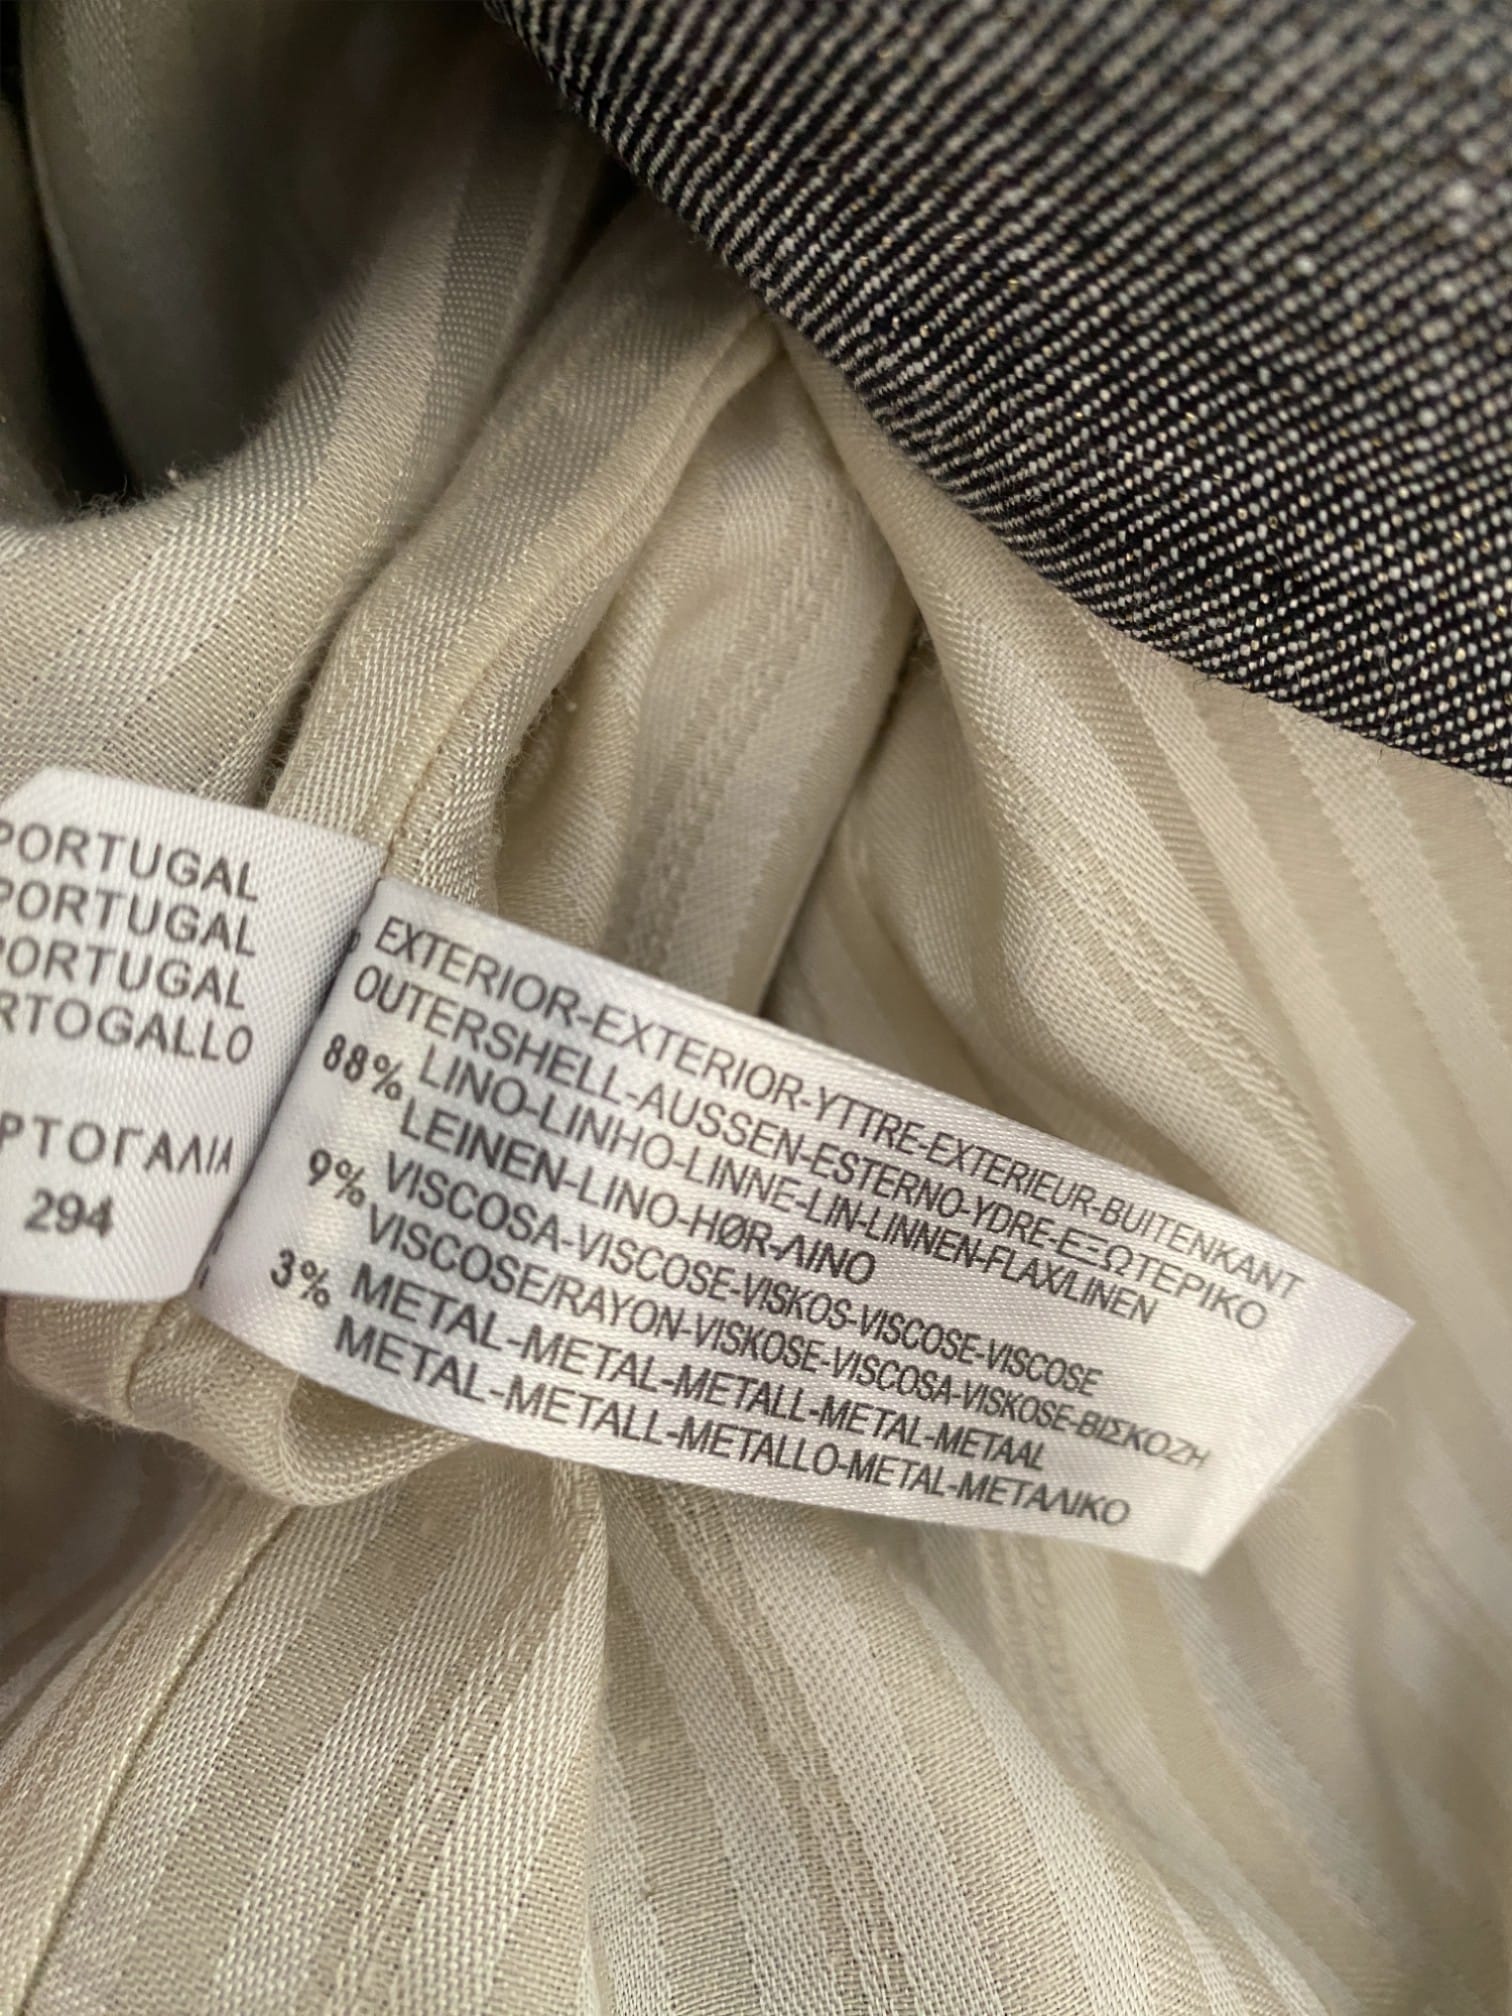 PORTUGAL
PORTUGAL
PORTUGAL
RTOGALLO
ΡΤΟΓΑΛΙΑ
294
EXTERIOR-EXTERIOR-YTTRE-EXTERIEUR-BUITENKANT
OUTERSHELL-AUSSEN-ESTERNO-YDRE-ΕΞΩΤΕΡΙΚΟ
88% LINO-LINHO-LINNE-LIN-LINNEN-FLAX/LINEN
LEINEN-LINO-HØR-ΛΙΝΟ
9% VISCOSA-VISCOSE-VISKOS-VISCOSE-VISCOSE
VISCOSE/RAYON-VISKOSE-VISCOSA-VISKOSE-ΒΙΣΚΟΖΗ
3% METAL-METAL-METALL-METAL-METAAL
METAL-METALL-METALLO-METAL-ΜΕΤΑΛΙΚΟ